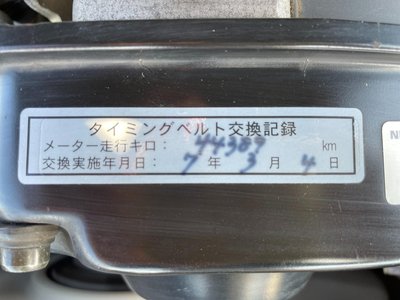 タイミングベルト交換記録
メーター走行キロ: 44389 km
交換実施年月日: 7 年 3 月 4 日